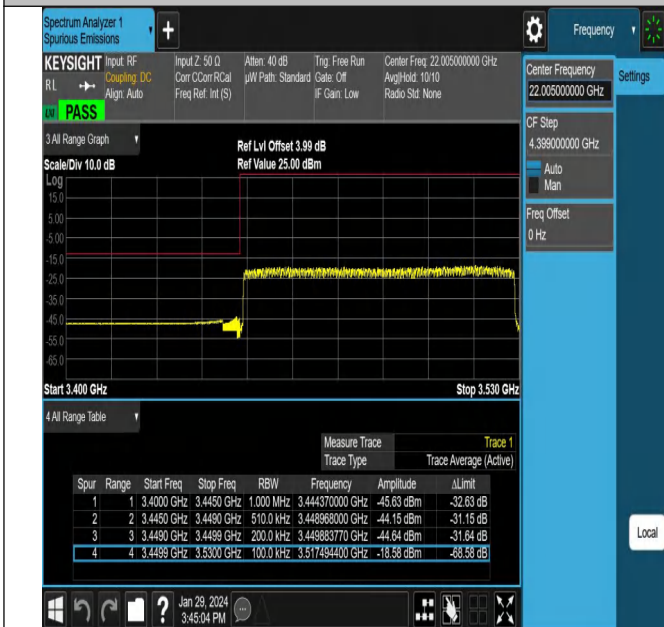 Spectrum Analyzer 1
Spurious Emissions
+
Frequency
KEYSIGHT Input: RF Input Z: 50 Ω Atten: 40 dB Trig: Free Run Center Freq: 22.005000000 GHz
RL Coupling: DC Corr CCorr RCal µW Path: Standard Gate: Off Avg|Hold: 10/10
Align: Auto Freq Ref: Int (S) IF Gain: Low Radio Std: None
PASS
Center Frequency
22.005000000 GHz
Settings
CF Step
4.399000000 GHz
Auto
Man
Freq Offset
0 Hz
3 All Range Graph
Ref Lvl Offset 3.99 dB
Scale/Div 10.0 dB Ref Value 25.00 dBm
Log
15.0
5.00
-5.00
-15.0
-25.0
-35.0
-45.0
-55.0
-65.0
Start 3.400 GHz Stop 3.530 GHz
4 All Range Table
Measure Trace Trace 1
Trace Type Trace Average (Active)
Spur Range Start Freq Stop Freq RBW Frequency Amplitude ΔLimit
1 1 3.4000 GHz 3.4450 GHz 1.000 MHz 3.444370000 GHz -45.63 dBm -32.63 dB
2 2 3.4450 GHz 3.4490 GHz 510.0 kHz 3.448968000 GHz -44.15 dBm -31.15 dB
3 3 3.4490 GHz 3.4499 GHz 200.0 kHz 3.449883770 GHz -44.64 dBm -31.64 dB
4 4 3.4499 GHz 3.5300 GHz 100.0 kHz 3.517494400 GHz -18.58 dBm -68.58 dB
Local
? Jan 29, 2024
3:45:04 PM